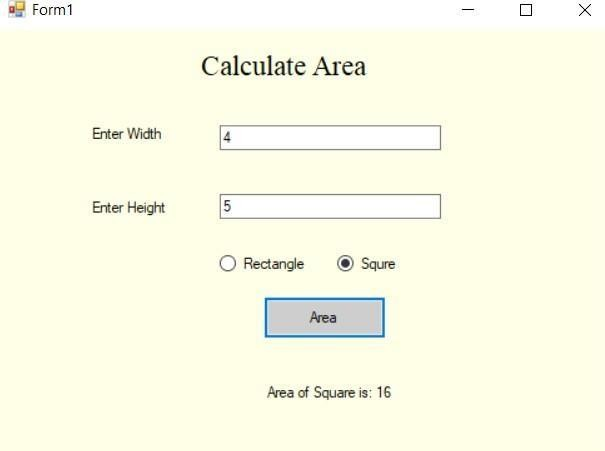 Form1
Calculate Area
Enter Width 4
Enter Height 5
Rectangle Squre
Area
Area of Square is: 16